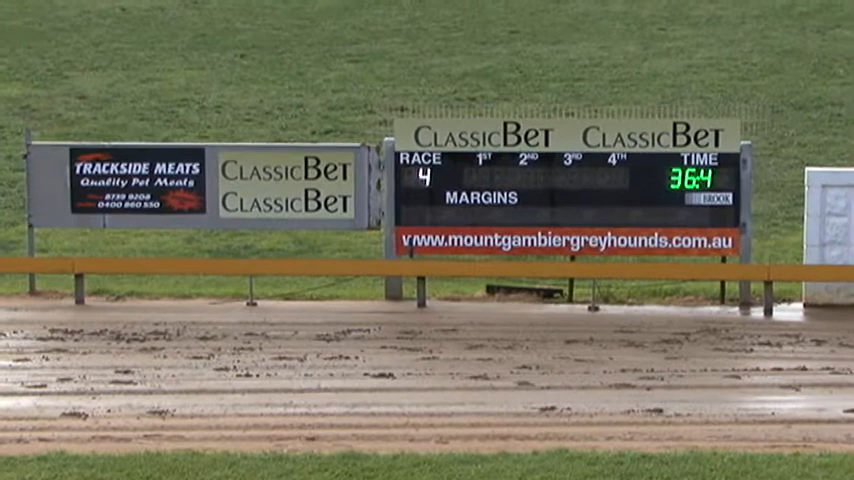 CLASSICBET CLASSICBET
TRACKSIDE MEATS
Quality Pet Meals
8739 9208
0400 860 550
CLASSICBET
CLASSICBET
RACE 1ST 2ND 3RD 4TH TIME
4 36:4
MARGINS
BROOK
www.mountgambiergreyhounds.com.au